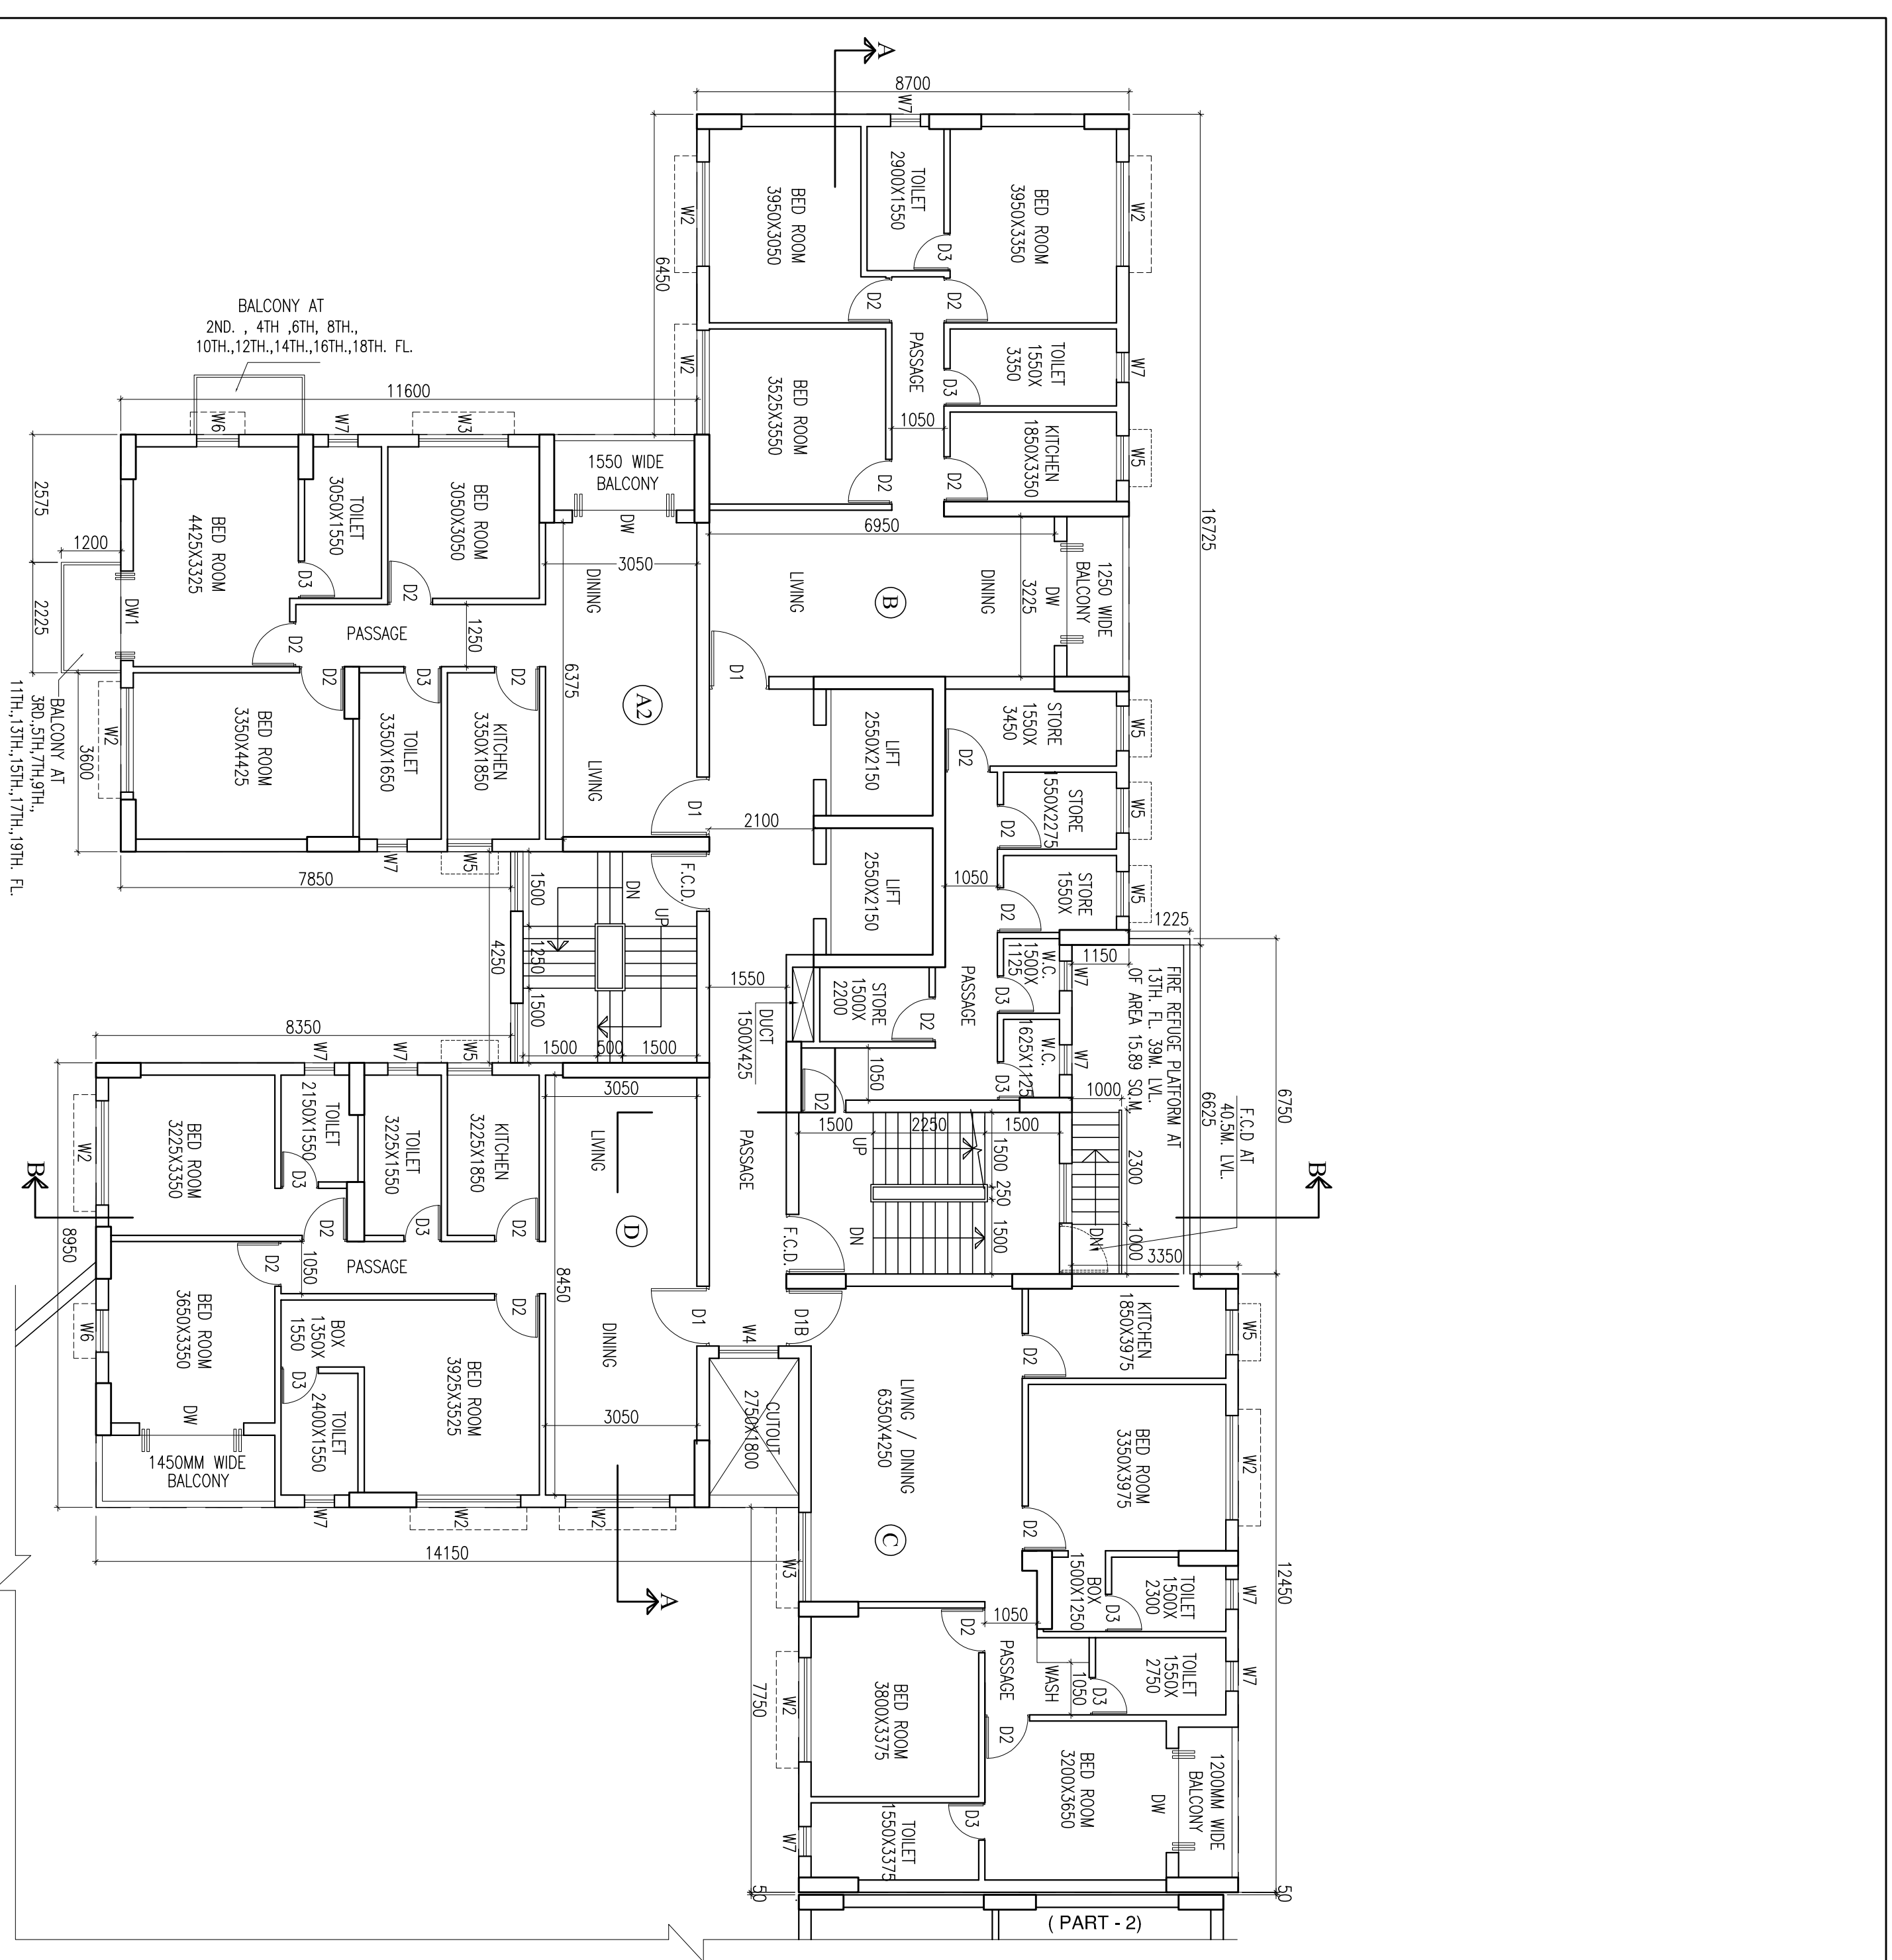 A
8700
W7
16725
W2
BED ROOM
3950X3350
TOILET
2900X1550
D3
BED ROOM
3950X3050
W2
6450
D2
D2
PASSAGE
TOILET
1550X
3350
D3
W7
BED ROOM
3525X3550
W2
1050
KITCHEN
1850X3350
W5
D2
D2
6950
1250 WIDE
BALCONY
DW
3225
DINING
LIVING
B
D1
BALCONY AT
2ND. , 4TH ,6TH, 8TH.,
10TH.,12TH.,14TH.,16TH.,18TH. FL.
11600
W6
W7
W3
1550 WIDE
BALCONY
DW
BED ROOM
3050X3050
TOILET
3050X1550
BED ROOM
4425X3325
2575
1200
2225
DW1
D3
D2
D2
3050
DINING
PASSAGE
1250
6375
A2
LIVING
D2
D3
D2
KITCHEN
3350X1850
TOILET
3350X1650
BED ROOM
3350X4425
W2
3600
BALCONY AT
3RD.,5TH,7TH,9TH.,
11TH.,13TH.,15TH.,17TH.,19TH. FL.
D1
W7
W5
7850
LIFT
2550X2150
LIFT
2550X2150
2100
STORE
1550X
3450
W5
D2
STORE
1550X2275
W5
D2
STORE
1550X
W5
D2
1050
1225
1150
W.C.
1500X
1125
W7
D3
W.C.
1625X1125
W7
D3
PASSAGE
STORE
1500X
2200
D2
1050
D2
DUCT
1500X425
1550
F.C.D.
DN
UP
1500
1250
1500
4250
1500
500
1500
FIRE REFUGE PLATFORM AT
13TH. FL. 39M. LVL.
OF AREA 15.89 SQ.M.
6625
6750
F.C.D AT
40.5M. LVL.
B
1000
2300
1000
DN
3350
1500
2250
1500
UP
DN
1500
250
1500
F.C.D.
PASSAGE
8350
W7
W7
W5
3050
LIVING
D
KITCHEN
3225X1850
TOILET
3225X1550
TOILET
2150X1550
BED ROOM
3225X3350
W2
B
8950
D3
D2
D3
D2
D2
1050
PASSAGE
D2
8450
DINING
D1
D1B
W4
BED ROOM
3650X3350
W6
BOX
1350X
1550
D3
TOILET
2400X1550
BED ROOM
3925X3525
DW
1450MM WIDE
BALCONY
W7
W2
W2
3050
CUTOUT
2750X1800
14150
A
KITCHEN
1850X3975
W5
D2
BED ROOM
3350X3975
W2
12450
LIVING / DINING
6350X4250
C
D2
BOX
1500X1250
TOILET
1500X
2300
W7
D3
W3
1050
D2
PASSAGE
WASH
1050
TOILET
1550X
2750
W7
D3
D2
BED ROOM
3800X3375
W2
7750
BED ROOM
3200X3650
DW
1200MM WIDE
BALCONY
D3
TOILET
1550X3375
W7
50
50
( PART - 2)